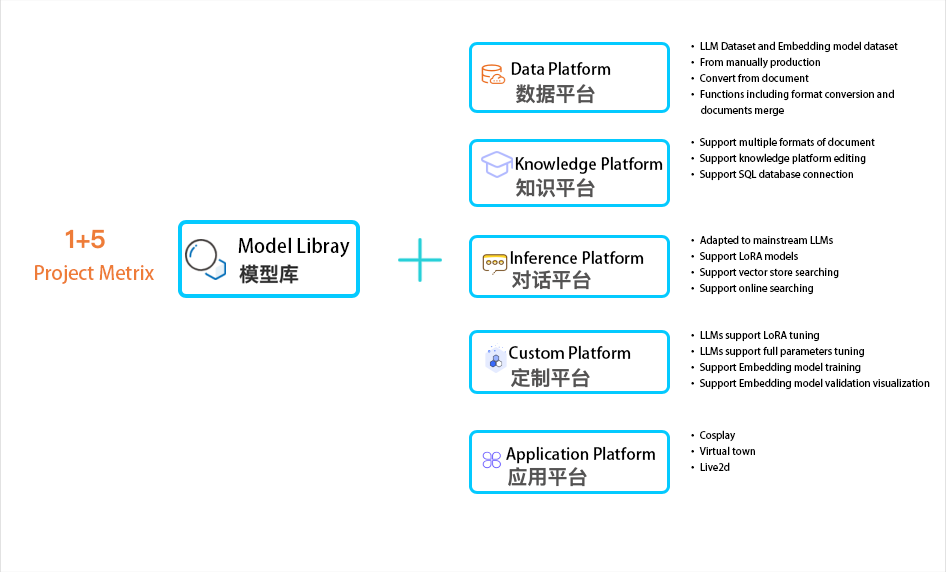 1+5
Project Metrix
Model Libray
模型库
Data Platform
数据平台
• LLM Dataset and Embedding model dataset
• From manually production
• Convert from document
• Functions including format conversion and
documents merge
Knowledge Platform
知识平台
• Support multiple formats of document
• Support knowledge platform editing
• Support SQL database connection
Inference Platform
对话平台
• Adapted to mainstream LLMs
• Support LoRA models
• Support vector store searching
• Support online searching
Custom Platform
定制平台
• LLMs support LoRA tuning
• LLMs support full parameters tuning
• Support Embedding model training
• Support Embedding model validation visualization
Application Platform
应用平台
• Cosplay
• Virtual town
• Live2d